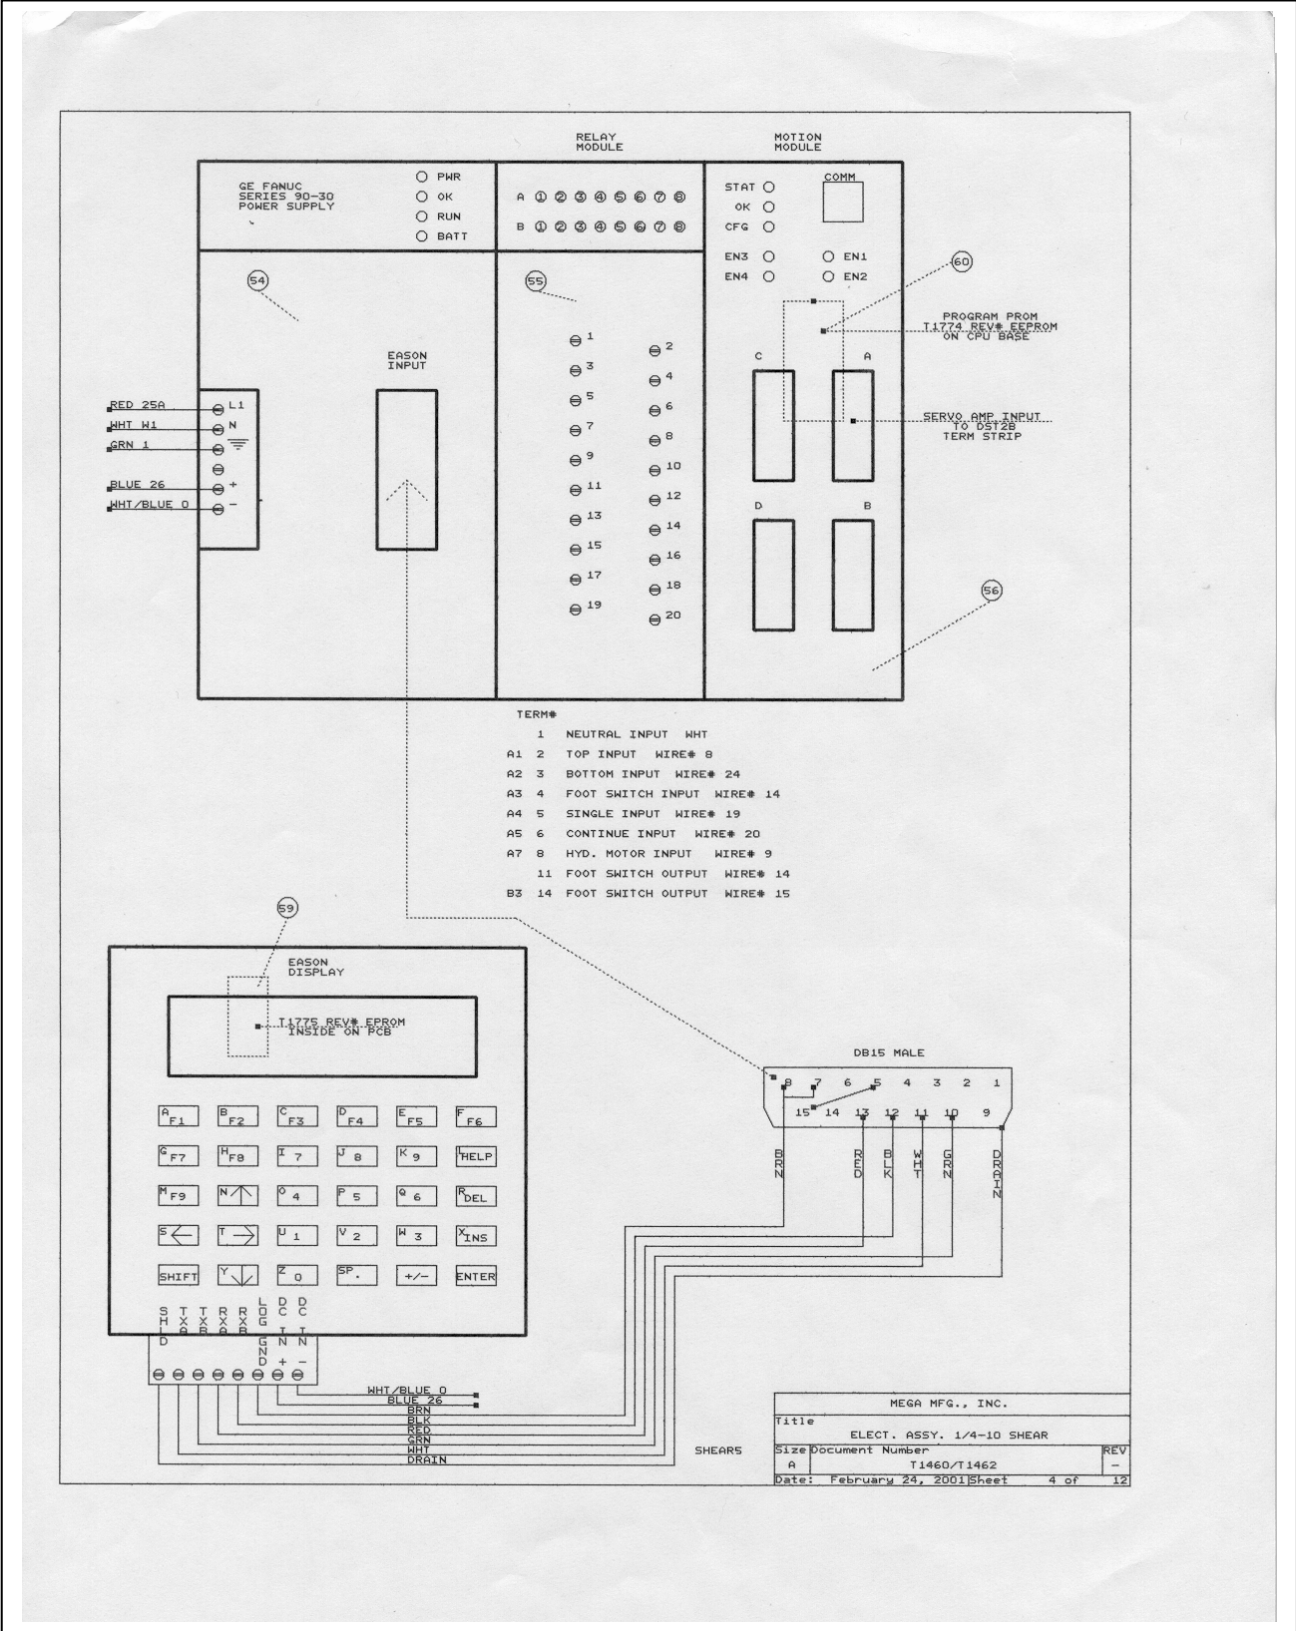 RELAY
MODULE
MOTION
MODULE
GE FANUC
SERIES 90-30
POWER SUPPLY
PWR
OK
RUN
BATT
A 1 2 3 4 5 6 7 8
B 1 2 3 4 5 6 7 8
STAT
OK
CFG
EN3
EN4
COMM
EN1
EN2
54
55
60
PROGRAM PROM
T1774 REV# EEPROM
ON CPU BASE
EASON
INPUT
1
2
3
4
5
6
7
8
9
10
11
12
13
14
15
16
17
18
19
20
C
A
SERVO AMP INPUT
TO DST2B
TERM STRIP
D
B
56
RED 25A
L1
WHT W1
N
GRN 1
BLUE 26
+
WHT/BLUE 0
-
TERM#
1 NEUTRAL INPUT WHT
A1 2 TOP INPUT WIRE# 8
A2 3 BOTTOM INPUT WIRE# 24
A3 4 FOOT SWITCH INPUT WIRE# 14
A4 5 SINGLE INPUT WIRE# 19
A5 6 CONTINUE INPUT WIRE# 20
A7 8 HYD. MOTOR INPUT WIRE# 9
11 FOOT SWITCH OUTPUT WIRE# 14
B3 14 FOOT SWITCH OUTPUT WIRE# 15
59
EASON
DISPLAY
T1775 REV# EPROM
INSIDE ON PCB
A F1
B F2
C F3
D F4
E F5
F F6
G F7
H F8
I 7
J 8
K 9
L HELP
M F9
N
O 4
P 5
Q 6
R DEL
S
T
U 1
V 2
W 3
X INS
SHIFT
Y
Z 0
SP .
+/-
ENTER
SHLD
TXA
TXB
RXA
RXB
LOG GND
DC IN +
DC IN -
DB15 MALE
8 7 6 5 4 3 2 1
15 14 13 12 11 10 9
BRN
RED
BLK
WHT
GRN
DRAIN
WHT/BLUE 0
BLUE 26
BRN
BLK
RED
GRN
WHT
DRAIN
SHEAR5
MEGA MFG., INC.
Title
ELECT. ASSY. 1/4-10 SHEAR
Size Document Number REV
A T1460/T1462 -
Date: February 24, 2001 Sheet 4 of 12